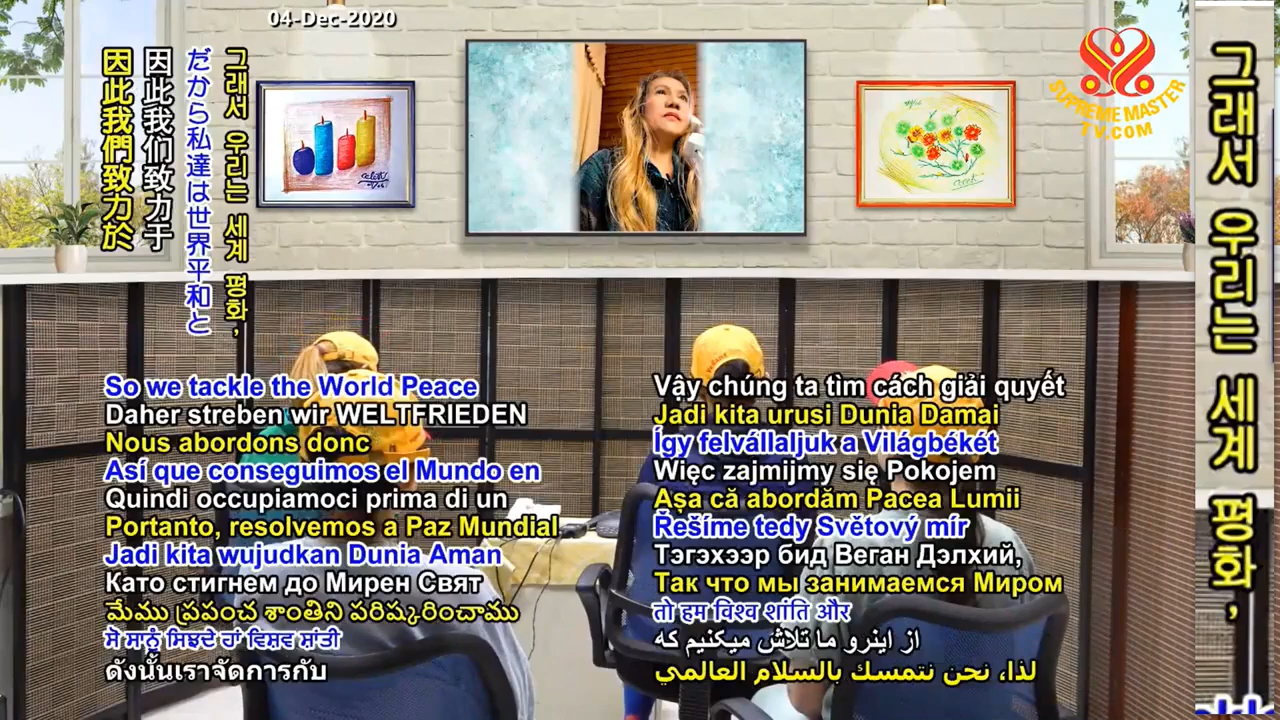 04-Dec-2020
SUPREME MASTER
TV.COM
그래서 우리는 세계 평화,
だから私達は世界平和と
因此我们致力于
因此我們致力於
So we tackle the World Peace
Daher streben wir WELTFRIEDEN
Nous abordons donc
Así que conseguimos el Mundo en
Quindi occupiamoci prima di un
Portanto, resolvemos a Paz Mundial
Jadi kita wujudkan Dunia Aman
Като стигнем до Мирен Свят
మేము ప్రపంచ శాంతిని పరిష్కరించాము
ਸੋ ਸਾਨੂੰ ਸਿਝਦੇ ਹਾਂ ਵਿਸ਼ਵ ਸ਼ਾਂਤੀ
ดังนั้นเราจัดการกับ
Vậy chúng ta tìm cách giải quyết
Jadi kita urusi Dunia Damai
Így felvállaljuk a Világbékét
Więc zajmijmy się Pokojem
Așa că abordăm Pacea Lumii
Řešíme tedy Světový mír
Тэгэхээр бид Веган Дэлхий,
Так что мы занимаемся Миром
तो हम विश्व शांति और
از اینرو ما تلاش میکنیم که
لذا، نحن نتمسك بالسلام العالمي
그래서 우리는 세계 평화,